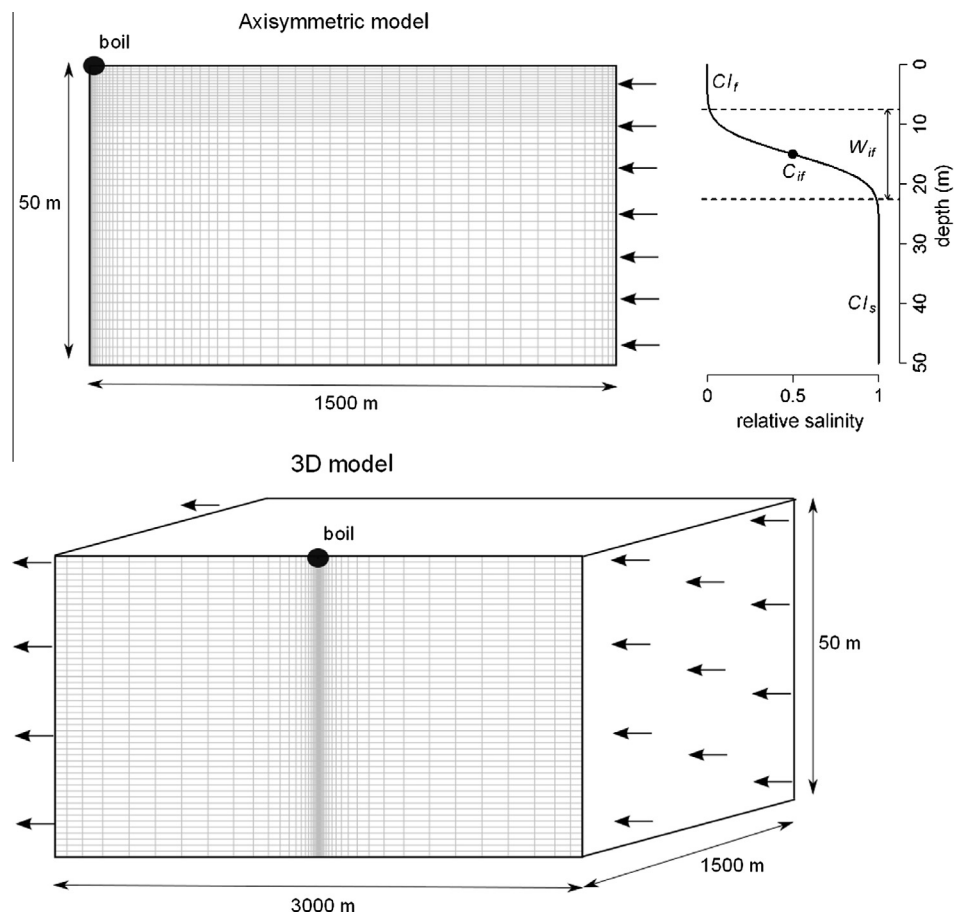 Axisymmetric model
boil
50 m
1500 m
Cl_f
W_if
C_if
Cl_s
0
10
20
30
40
50
depth (m)
0 0.5 1
relative salinity
3D model
boil
50 m
1500 m
3000 m